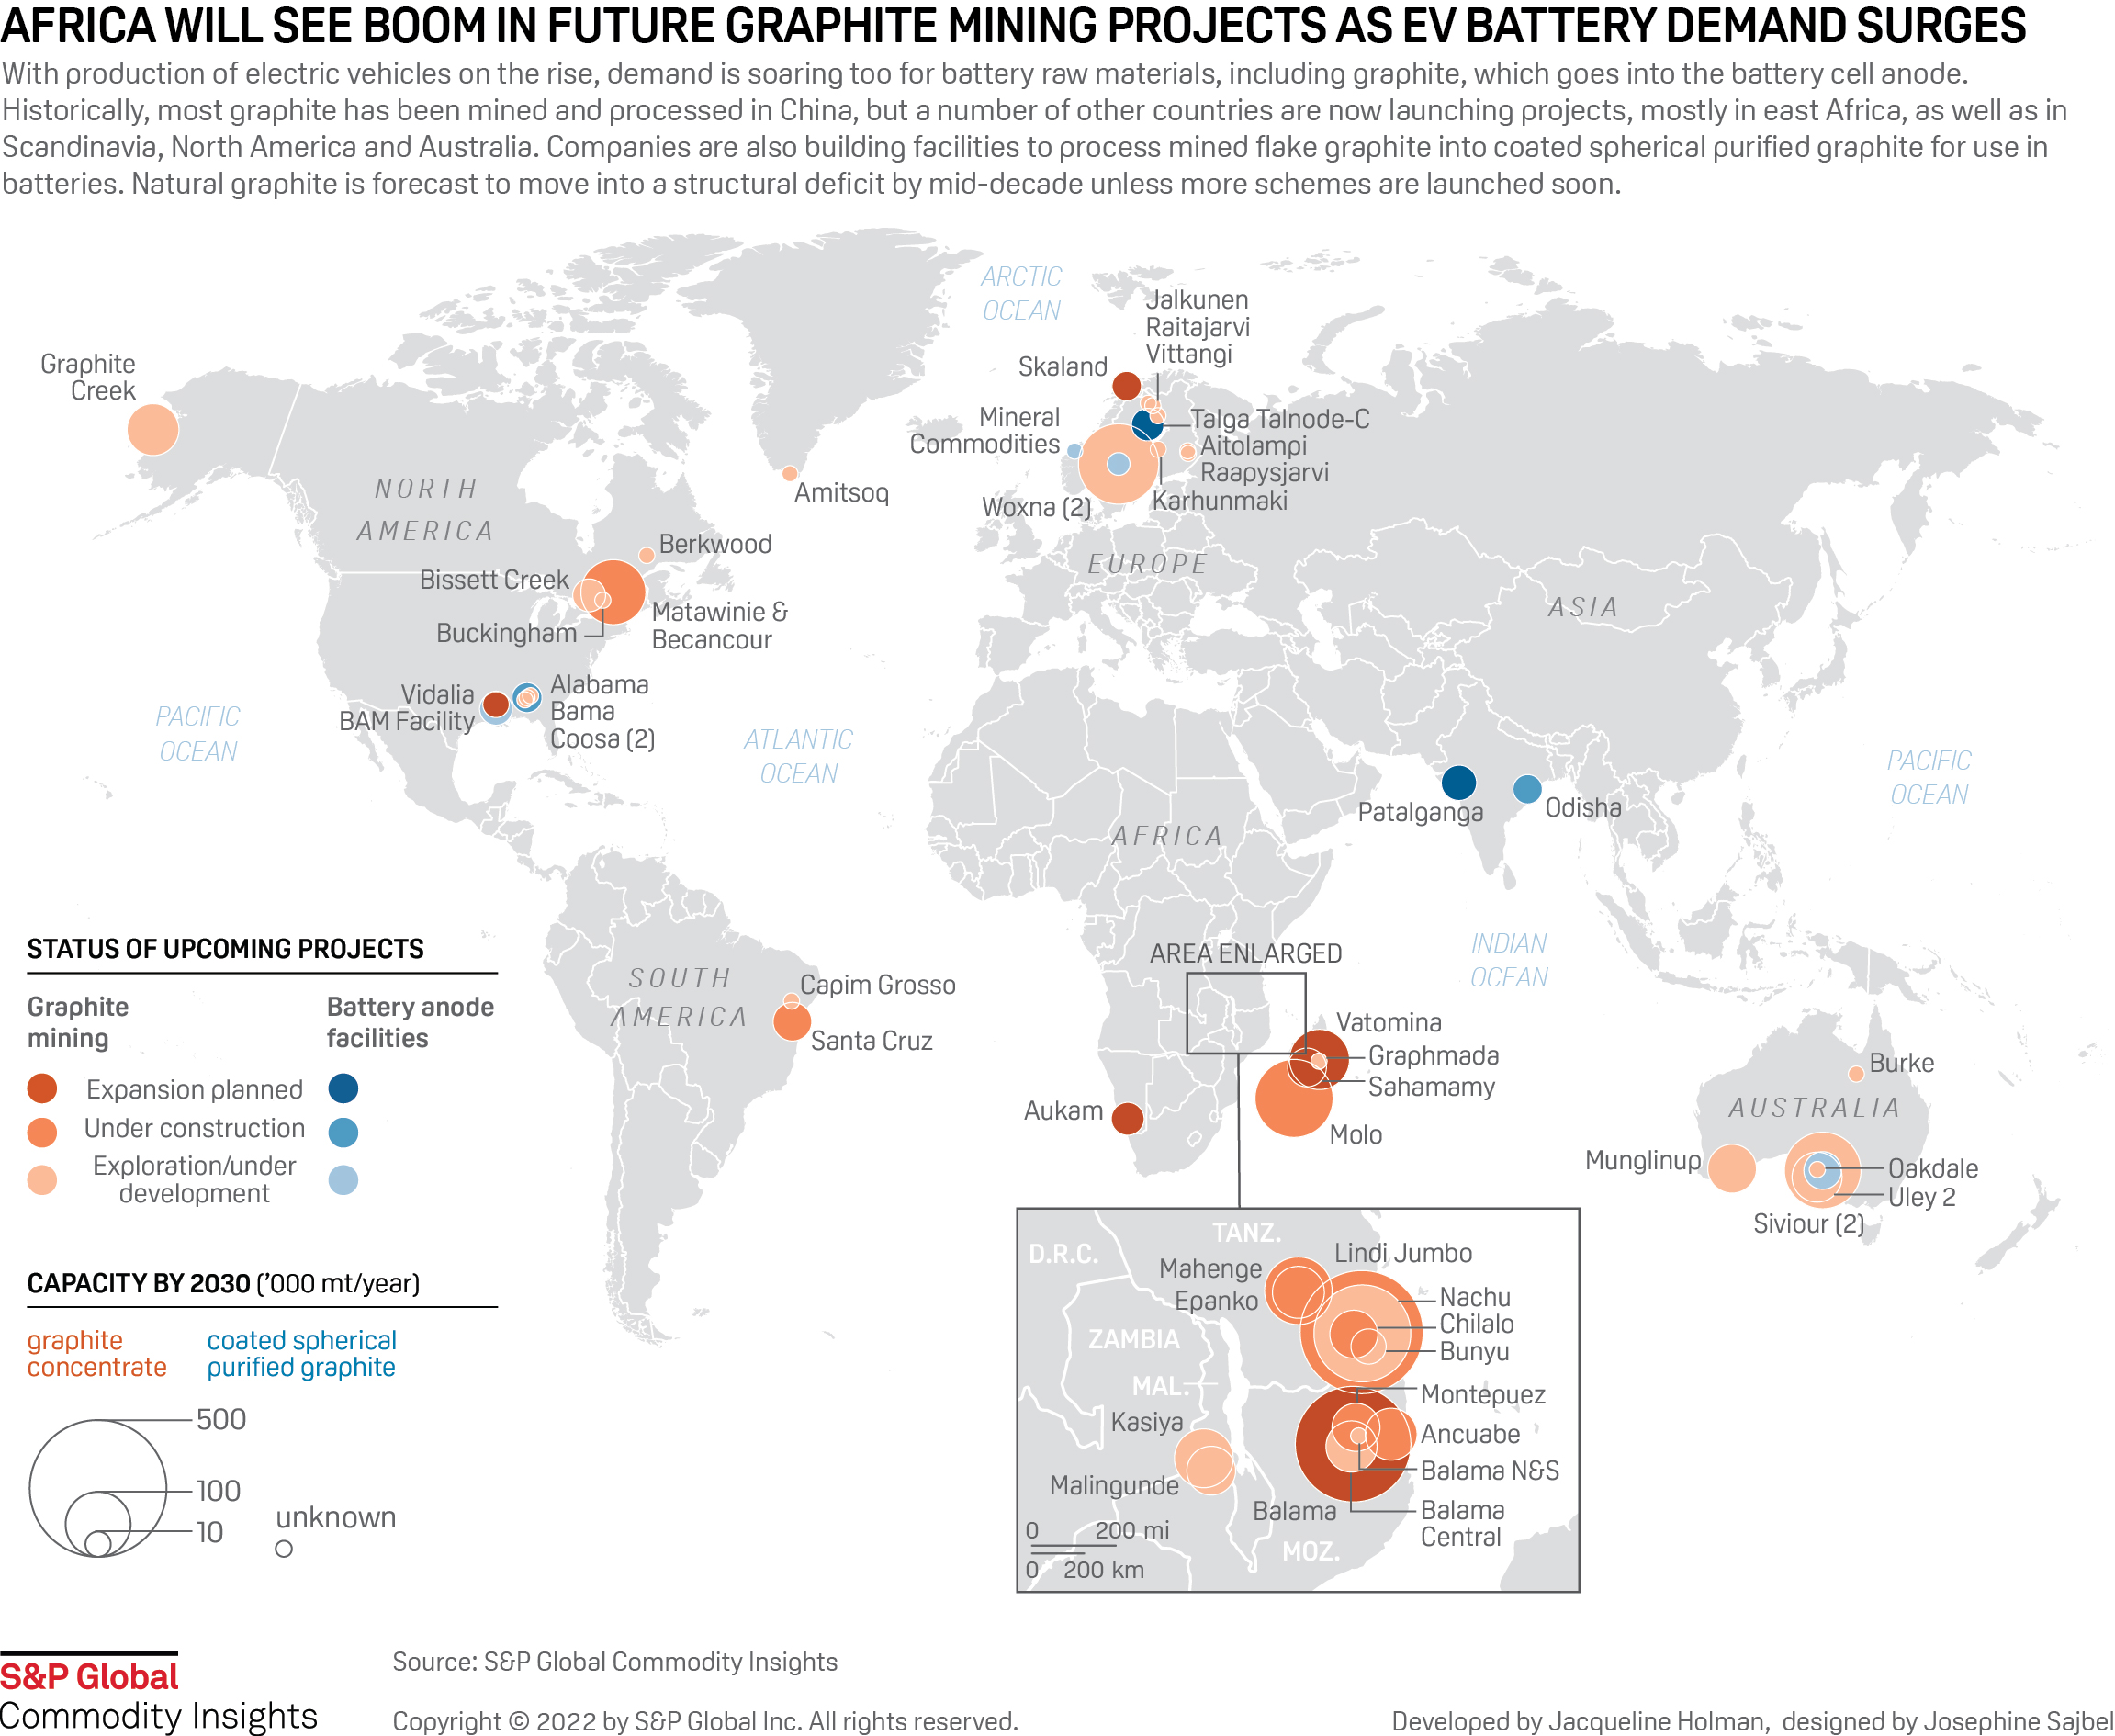 AFRICA WILL SEE BOOM IN FUTURE GRAPHITE MINING PROJECTS AS EV BATTERY DEMAND SURGES
With production of electric vehicles on the rise, demand is soaring too for battery raw materials, including graphite, which goes into the battery cell anode.
Historically, most graphite has been mined and processed in China, but a number of other countries are now launching projects, mostly in east Africa, as well as in
Scandinavia, North America and Australia. Companies are also building facilities to process mined flake graphite into coated spherical purified graphite for use in
batteries. Natural graphite is forecast to move into a structural deficit by mid-decade unless more schemes are launched soon.
ARCTIC
OCEAN
Jalkunen
Raitajarvi
Vittangi
Skaland
Graphite
Creek
Mineral
Commodities
Talga Talnode-C
Aitolampi
Raapysjarvi
Karhunmaki
Woxna (2)
Amitsoq
NORTH
AMERICA
Berkwood
Bissett Creek
Matawinie &
Becancour
Buckingham
EUROPE
ASIA
Vidalia
BAM Facility
Alabama
Bama
Coosa (2)
PACIFIC
OCEAN
ATLANTIC
OCEAN
PACIFIC
OCEAN
Patalganga
Odisha
AFRICA
INDIAN
OCEAN
AREA ENLARGED
SOUTH
AMERICA
Capim Grosso
Santa Cruz
Vatomina
Graphmada
Sahamamy
Molo
Aukam
Burke
AUSTRALIA
Munglinup
Oakdale
Uley 2
Siviour (2)
STATUS OF UPCOMING PROJECTS
Graphite
mining
Battery anode
facilities
Expansion planned
Under construction
Exploration/under
development
CAPACITY BY 2030 ('000 mt/year)
graphite
concentrate
coated spherical
purified graphite
500
100
10
unknown
TANZ.
D.R.C.
Lindi Jumbo
Mahenge
Epanko
Nachu
Chilalo
Bunyu
ZAMBIA
MAL.
Montepuez
Kasiya
Ancuabe
Balama N&S
Malingunde
Balama
Balama
Central
MOZ.
0 200 mi
0 200 km
S&P Global
Commodity Insights
Source: S&P Global Commodity Insights
Copyright © 2022 by S&P Global Inc. All rights reserved.
Developed by Jacqueline Holman, designed by Josephine Sajbel